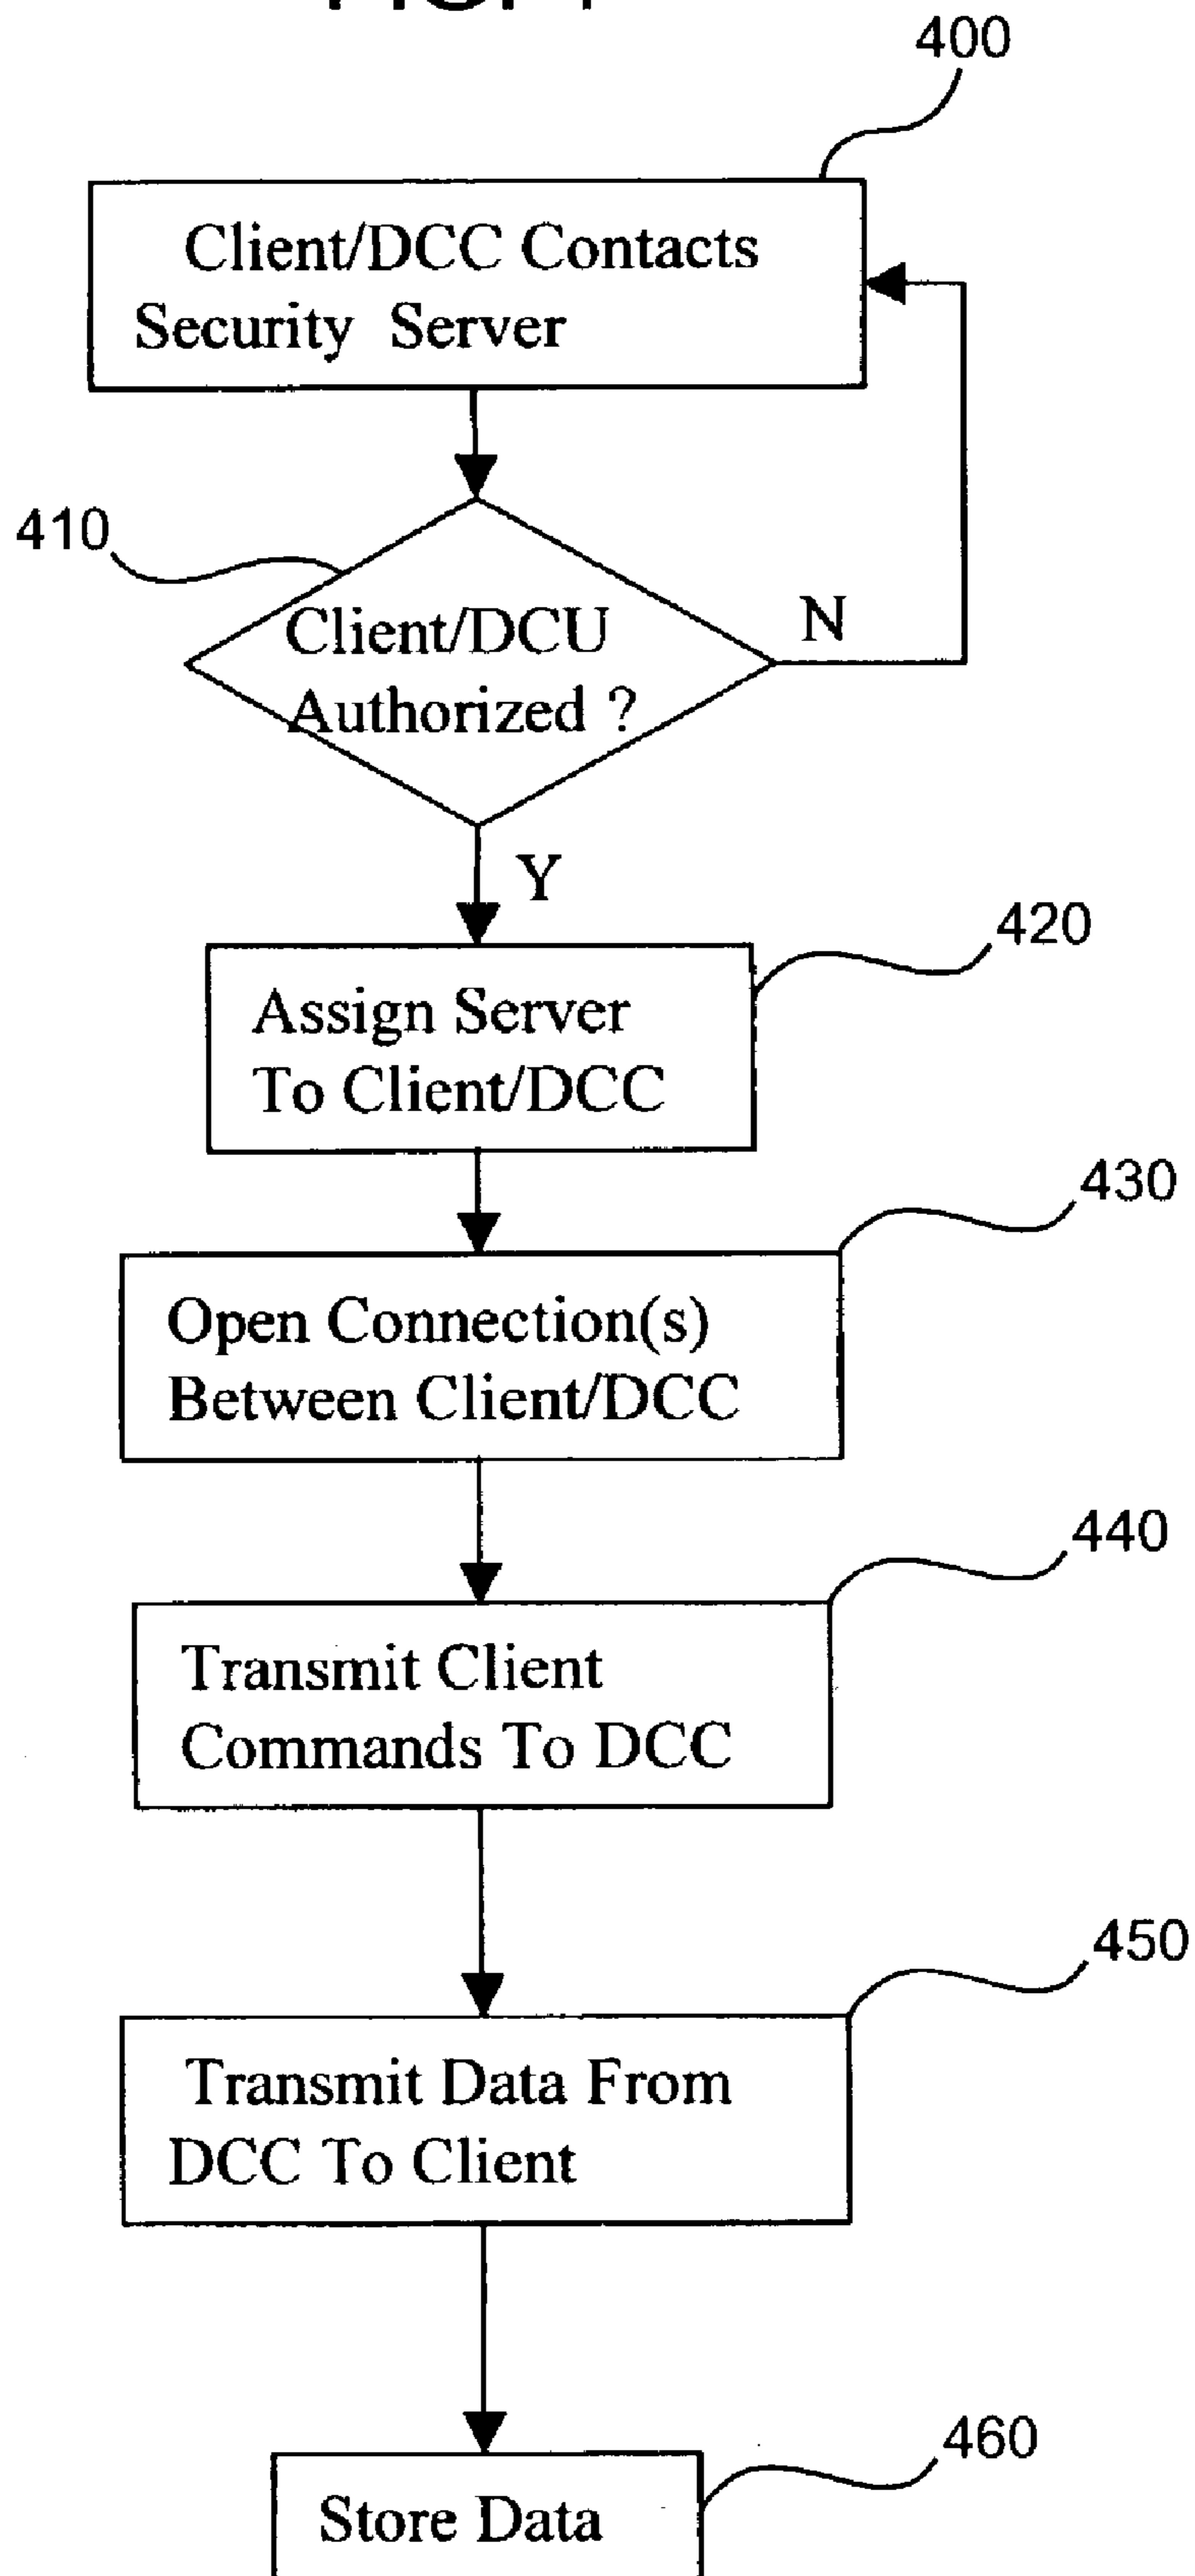 400
Client/DCC Contacts
Security Server
410
Client/DCU
Authorized ?
N
Y
420
Assign Server
To Client/DCC
430
Open Connection(s)
Between Client/DCC
440
Transmit Client
Commands To DCC
450
Transmit Data From
DCC To Client
460
Store Data